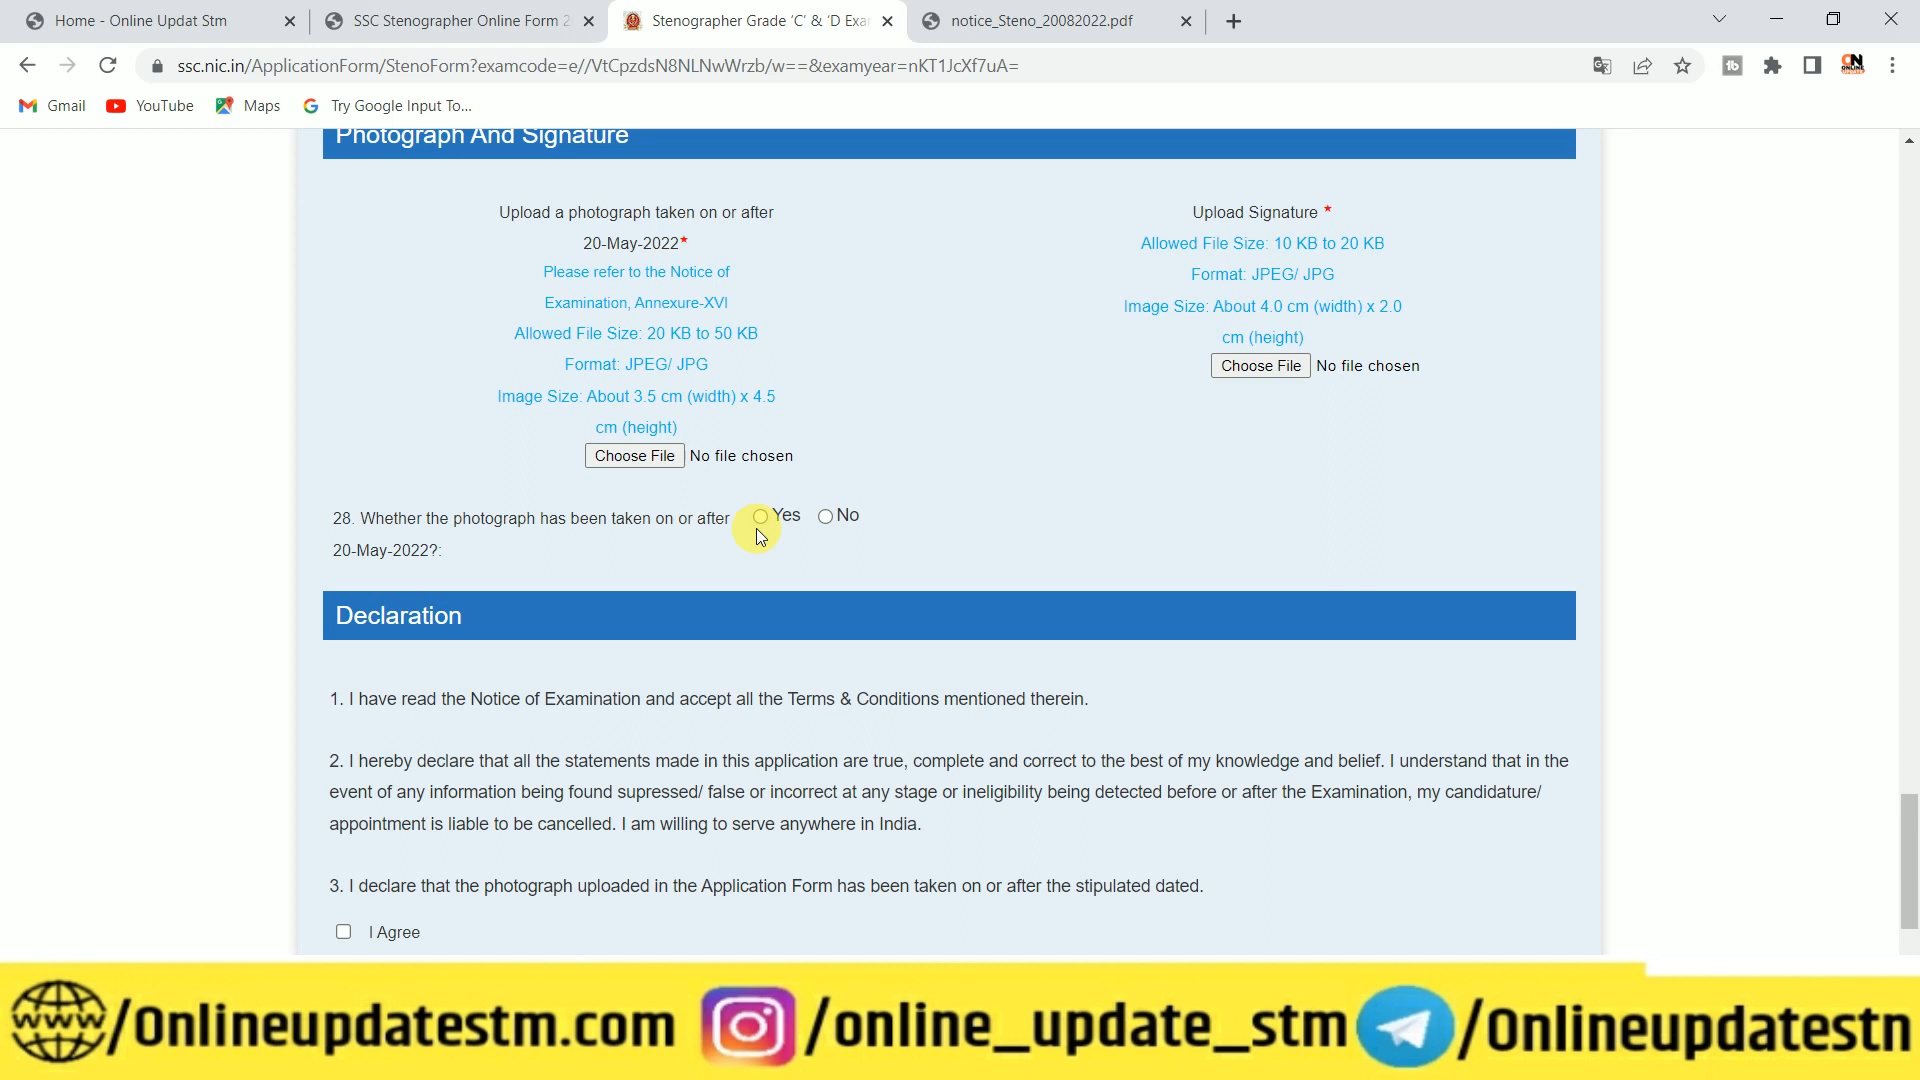 Home - Online Updat Stm
SSC Stenographer Online Form 2
Stenographer Grade ‘C’ & ‘D Exa
notice_Steno_20082022.pdf
ssc.nic.in/ApplicationForm/StenoForm?examcode=e//VtCpzdsN8NLNwWrzb/w==&examyear=nKT1JcXf7uA=
Gmail
YouTube
Maps
Try Google Input To...
Photograph And Signature
Upload a photograph taken on or after
20-May-2022*
Please refer to the Notice of
Examination, Annexure-XVI
Allowed File Size: 20 KB to 50 KB
Format: JPEG/ JPG
Image Size: About 3.5 cm (width) x 4.5
cm (height)
Choose File No file chosen
Upload Signature *
Allowed File Size: 10 KB to 20 KB
Format: JPEG/ JPG
Image Size: About 4.0 cm (width) x 2.0
cm (height)
Choose File No file chosen
28. Whether the photograph has been taken on or after
20-May-2022?:
Yes No
Declaration
1. I have read the Notice of Examination and accept all the Terms & Conditions mentioned therein.
2. I hereby declare that all the statements made in this application are true, complete and correct to the best of my knowledge and belief. I understand that in the
event of any information being found supressed/ false or incorrect at any stage or ineligibility being detected before or after the Examination, my candidature/
appointment is liable to be cancelled. I am willing to serve anywhere in India.
3. I declare that the photograph uploaded in the Application Form has been taken on or after the stipulated dated.
I Agree
www/Onlineupdatestm.com
/online_update_stm
/Onlineupdatestn